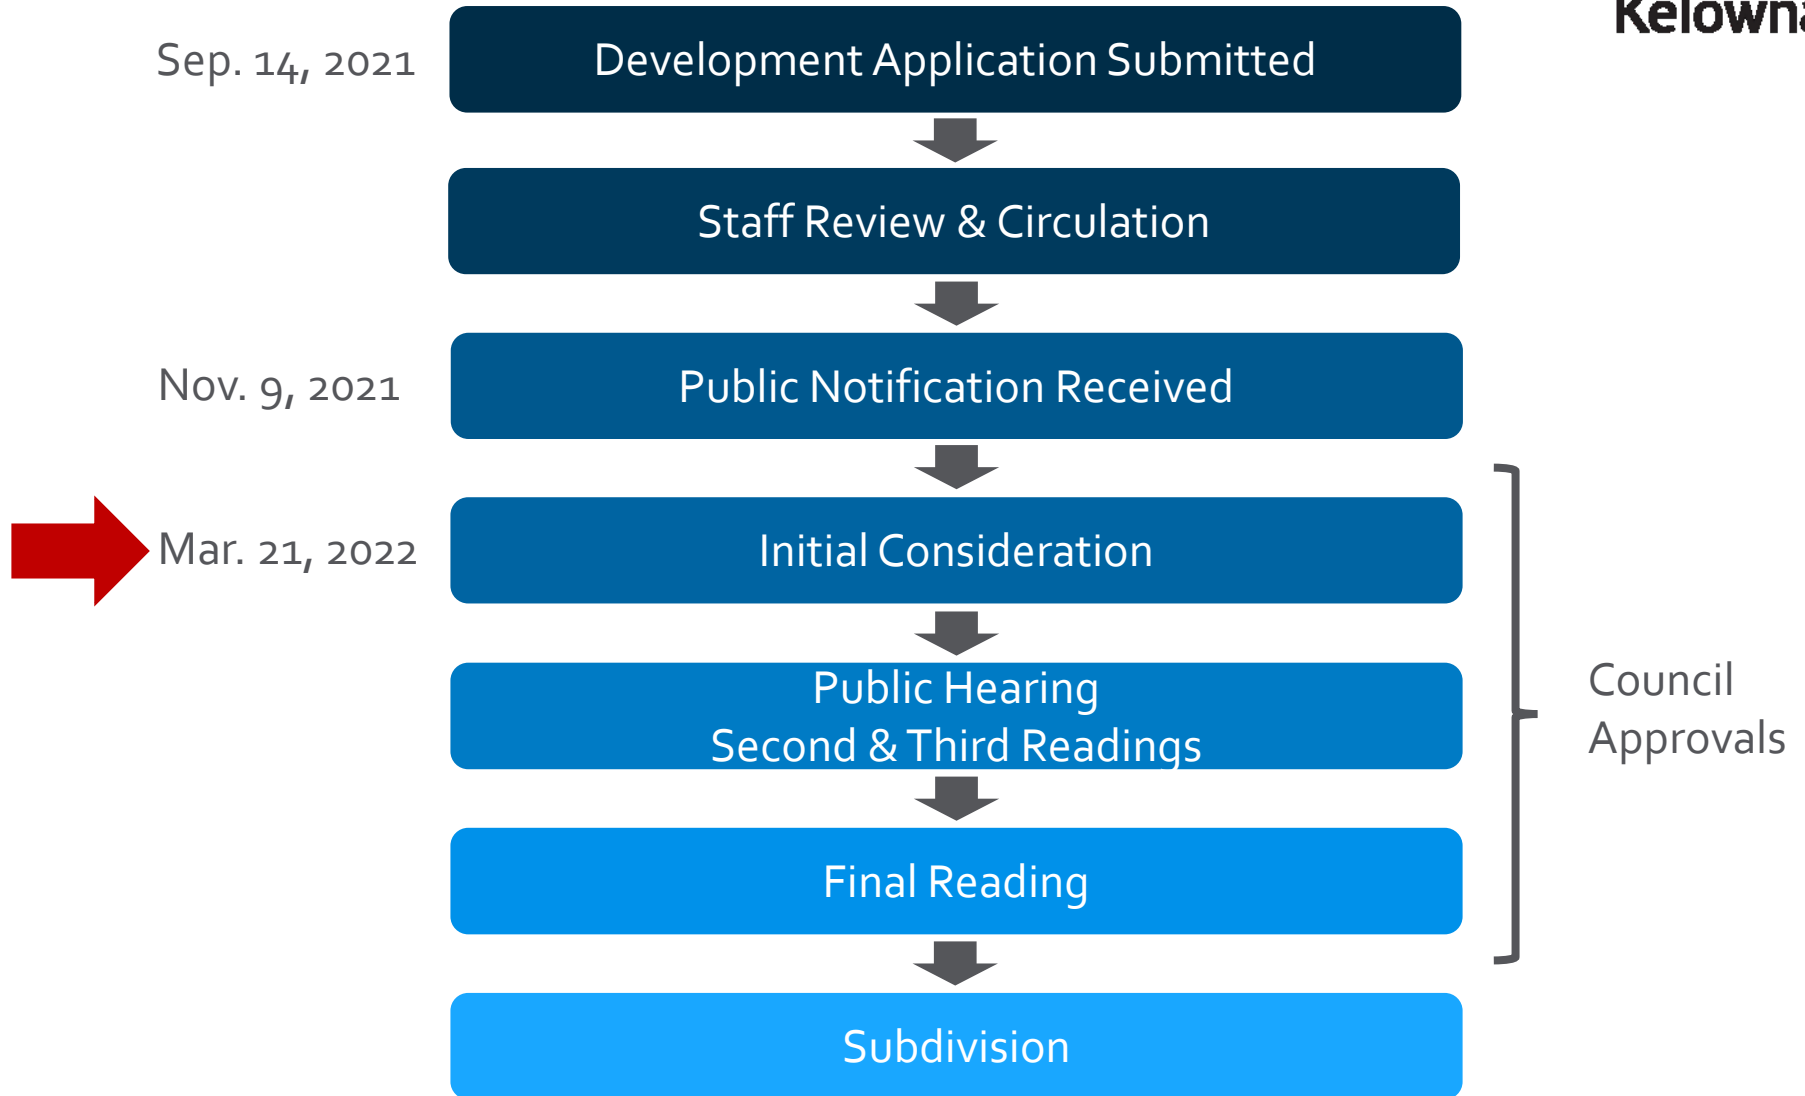 Kelowna
Sep. 14, 2021
Development Application Submitted
Staff Review & Circulation
Nov. 9, 2021
Public Notification Received
Mar. 21, 2022
Initial Consideration
Public Hearing
Second & Third Readings
Council
Approvals
Final Reading
Subdivision